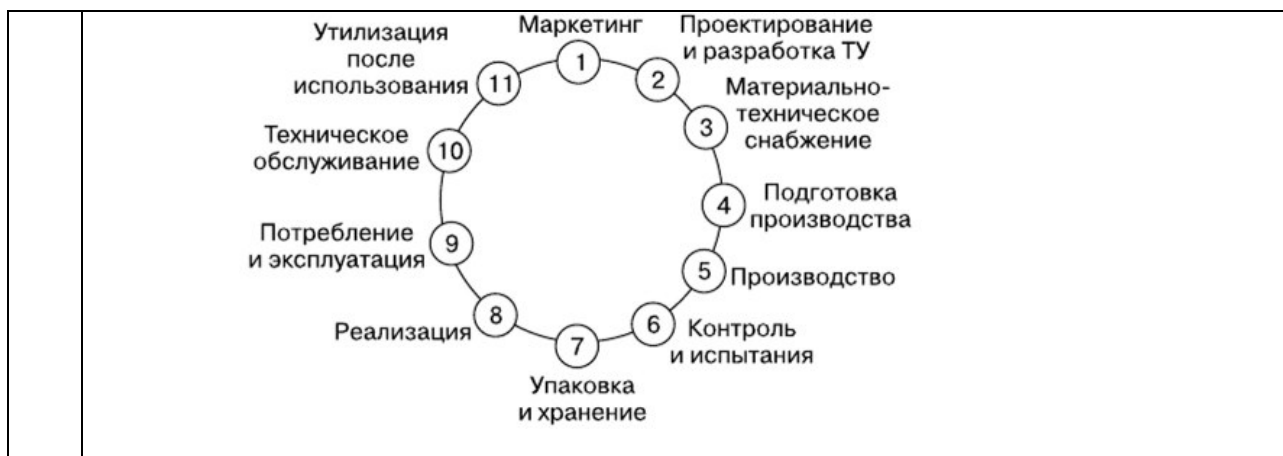 Маркетинг
1
Проектирование
и разработка ТУ
2
Материально-
техническое
снабжение
3
Подготовка
производства
4
Производство
5
Контроль
и испытания
6
Упаковка
и хранение
7
Реализация
8
Потребление
и эксплуатация
9
Техническое
обслуживание
10
Утилизация
после
использования
11